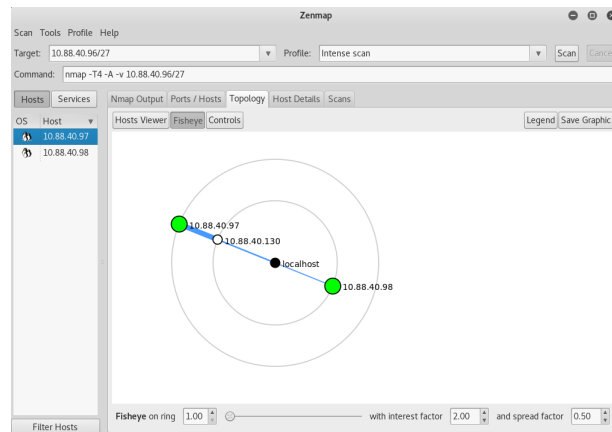 Zenmap
Scan Tools Profile Help
Target: 10.88.40.96/27 Profile: Intense scan Scan Cance
Command: nmap -T4 -A -v 10.88.40.96/27
Hosts Services Nmap Output Ports / Hosts Topology Host Details Scans
OS Host Hosts Viewer Fisheye Controls Legend Save Graphic
10.88.40.97
10.88.40.98
10.88.40.97
10.88.40.130
localhost
10.88.40.98
Fisheye on ring 1.00 with interest factor 2.00 and spread factor 0.50
Filter Hosts